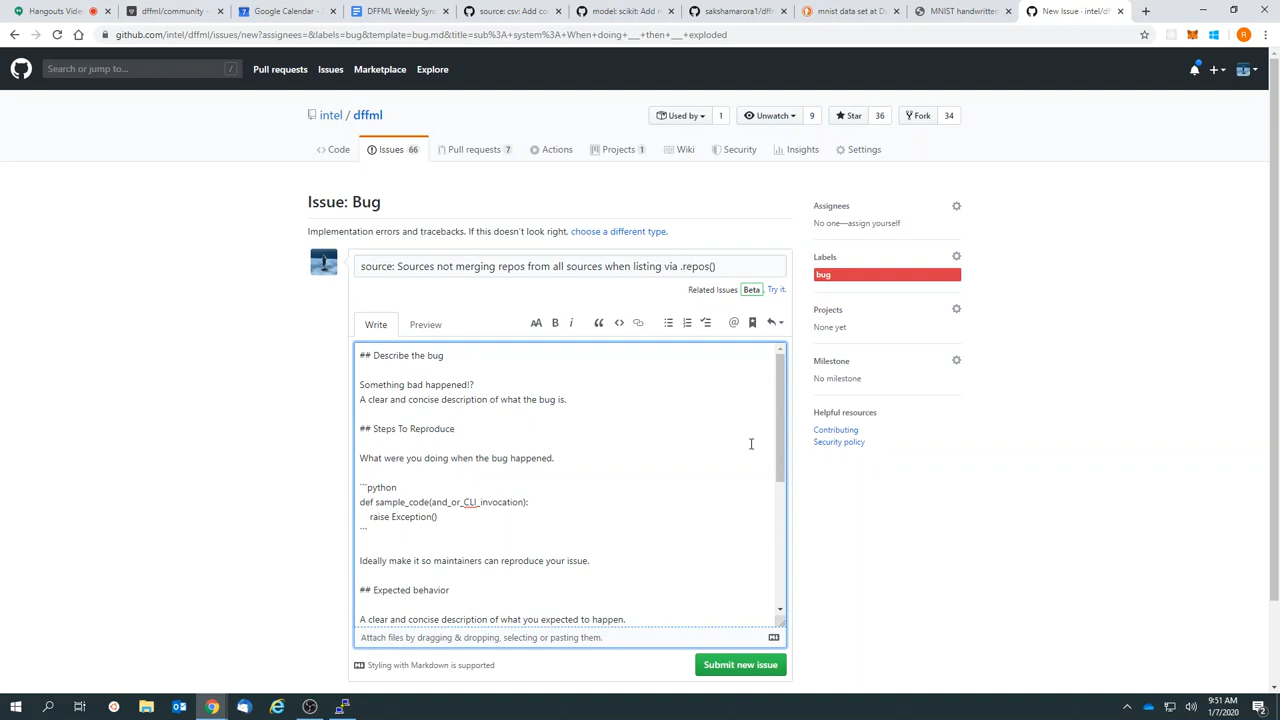 Hangouts Video
dffml/community -
Google Calendar -
DFFML Weekly Sync
source: csv: Add co
model: scikit: Add r
sakshamarora1/dffm
mnist data set at Du
MNIST handwritten
New Issue · intel/df
github.com/intel/dffml/issues/new?assignees=&labels=bug&template=bug.md&title=sub%3A+system%3A+When+doing+___+then+___+exploded
R
Search or jump to...
/
Pull requests
Issues
Marketplace
Explore
intel / dffml
Used by 1
Unwatch 9
Star 36
Fork 34
Code
Issues 66
Pull requests 7
Actions
Projects 1
Wiki
Security
Insights
Settings
Issue: Bug
Implementation errors and tracebacks. If this doesn't look right, choose a different type.
source: Sources not merging repos from all sources when listing via .repos()
Related Issues Beta . Try it.
Write
Preview
## Describe the bug
Something bad happened!?
A clear and concise description of what the bug is.
## Steps To Reproduce
What were you doing when the bug happened.
```python
def sample_code(and_or_CLI_invocation):
raise Exception()
```
Ideally make it so maintainers can reproduce your issue.
## Expected behavior
A clear and concise description of what you expected to happen.
Attach files by dragging & dropping, selecting or pasting them.
Styling with Markdown is supported
Submit new issue
Assignees
No one—assign yourself
Labels
bug
Projects
None yet
Milestone
No milestone
Helpful resources
Contributing
Security policy
9:51 AM
1/7/2020
2